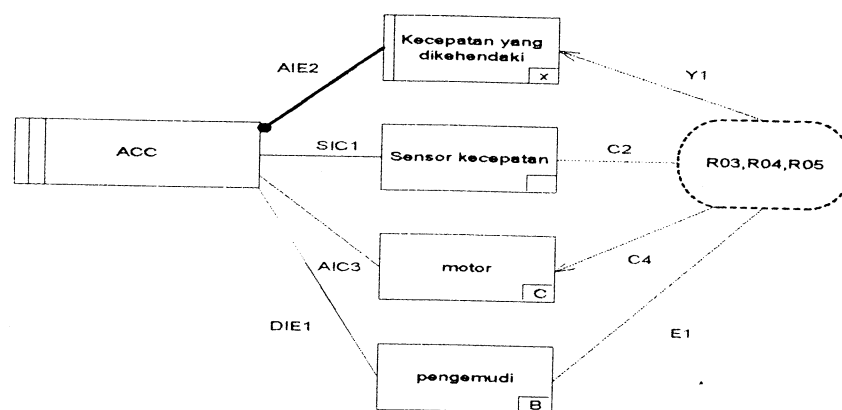 Kecepatan yang
dikehendaki
x
AIE2
Y1
ACC
SIC1
Sensor kecepatan
C2
R03,R04,R05
AIC3
motor
C
C4
DIE1
E1
pengemudi
B